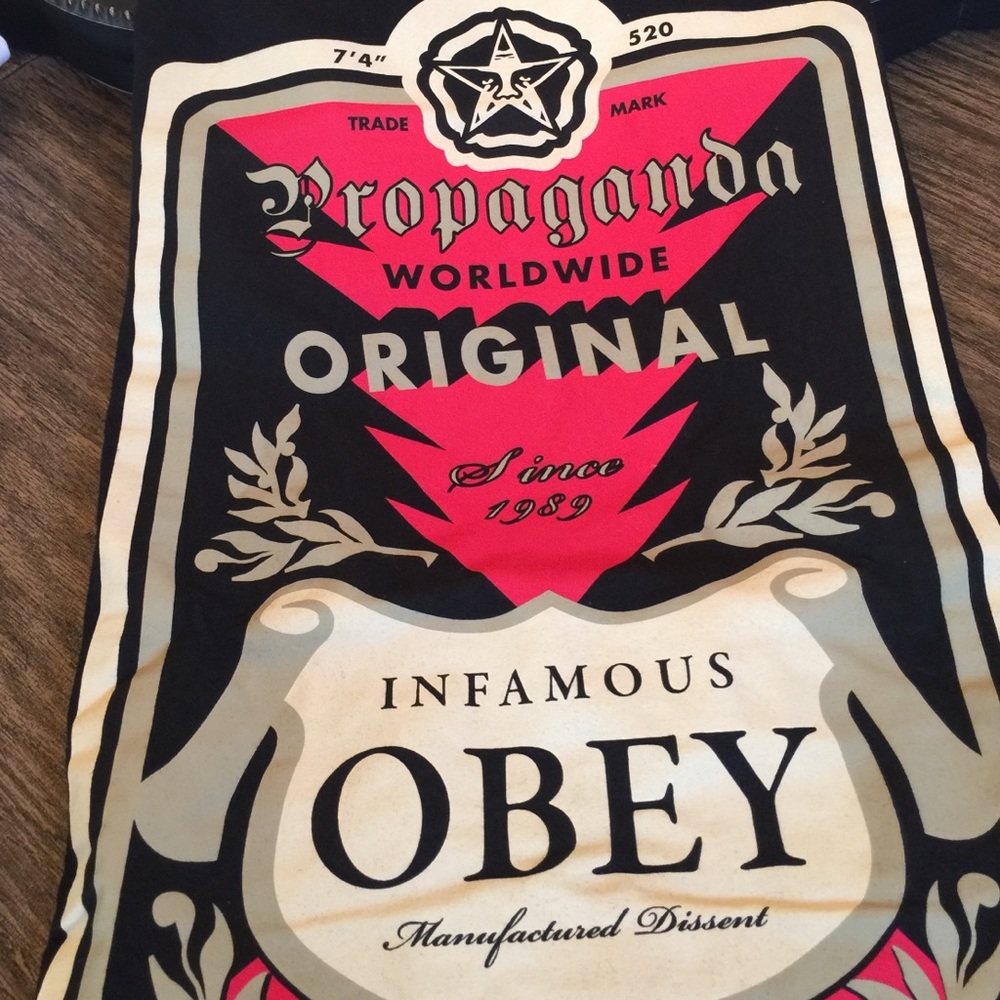 7'4" 520
TRADE MARK
Propaganda
WORLDWIDE
ORIGINAL
Since
1989
INFAMOUS
OBEY
Manufactured Dissent